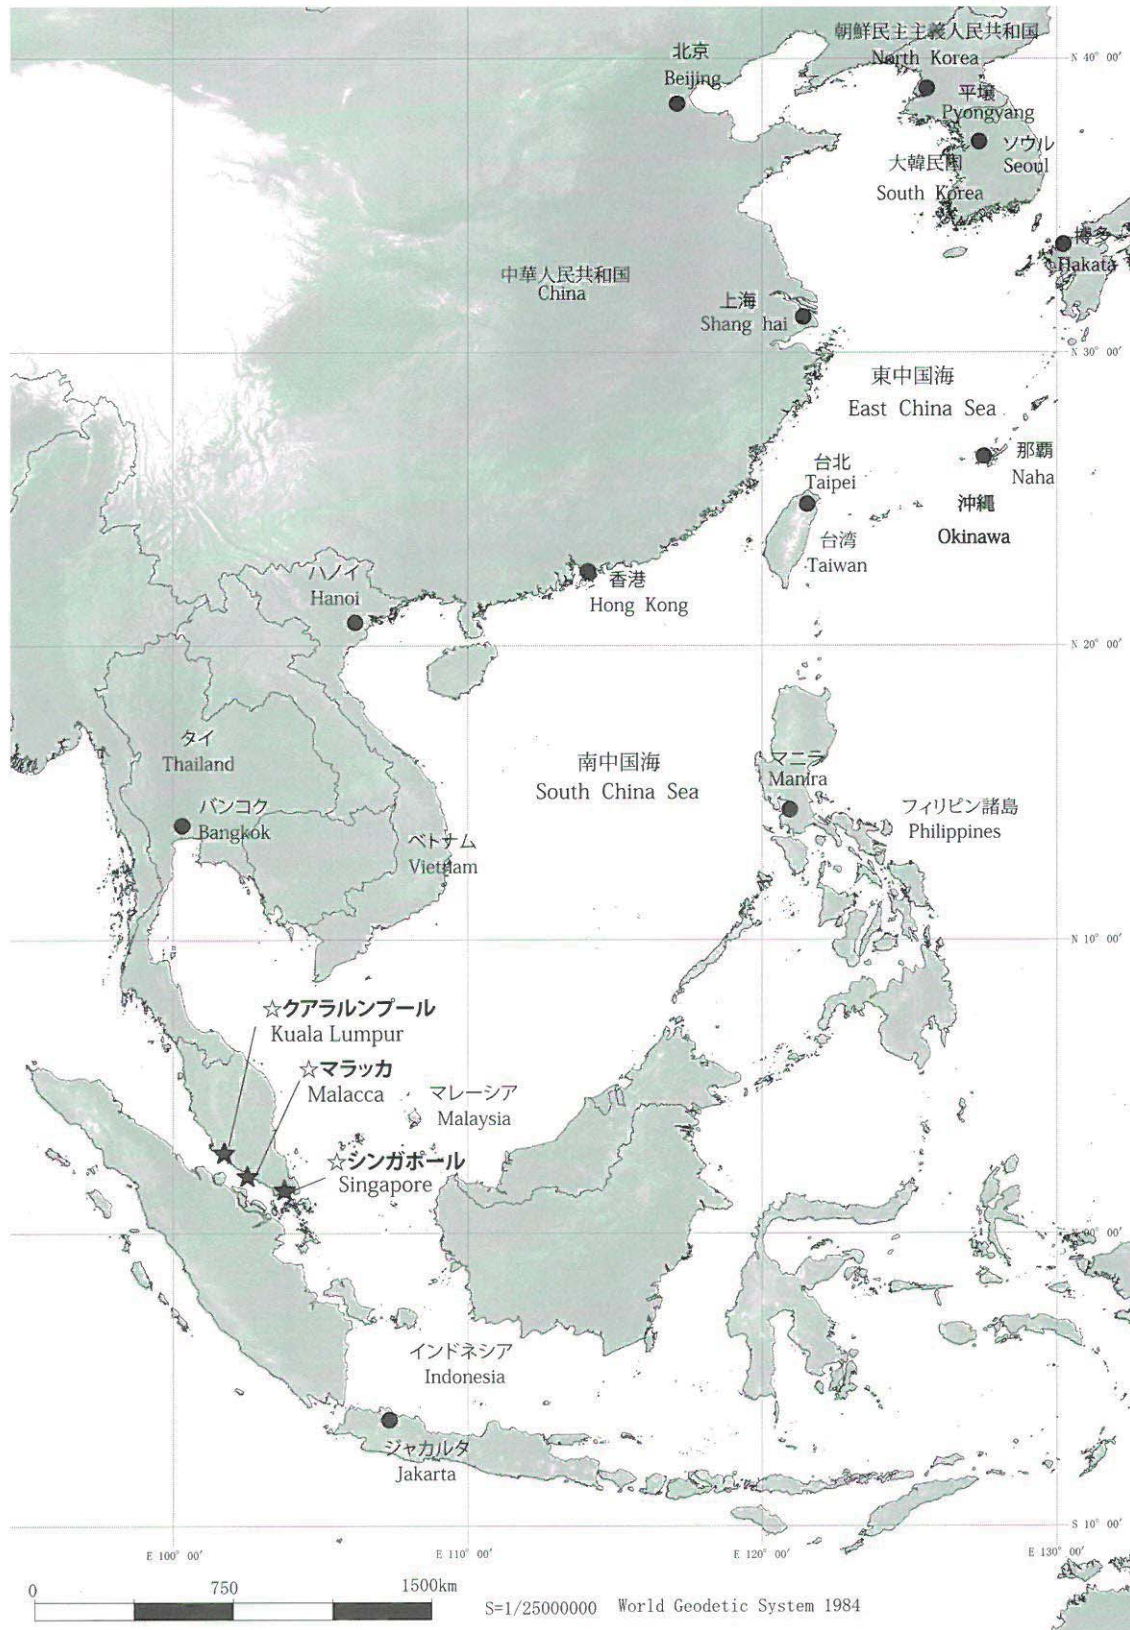 朝鮮民主主義人民共和国
North Korea
N 40° 00′
北京
Beijing
平壌
Pyongyang
ソウル
Seoul
大韓民国
South Korea
博多
Hakata
中華人民共和国
China
上海
Shang hai
N 30° 00′
東中国海
East China Sea
那覇
Naha
台北
Taipei
沖縄
Okinawa
台湾
Taiwan
ハノイ
Hanoi
香港
Hong Kong
N 20° 00′
タイ
Thailand
南中国海
South China Sea
マニラ
Manira
バンコク
Bangkok
フィリピン諸島
Philippines
ベトナム
Vietnam
N 10° 00′
☆クアラルンプール
Kuala Lumpur
☆マラッカ
Malacca
マレーシア
Malaysia
☆シンガポール
Singapore
N 00° 00′
インドネシア
Indonesia
ジャカルタ
Jakarta
S 10° 00′
E 100° 00′
E 110° 00′
E 120° 00′
E 130° 00′
0 750 1500km
S=1/25000000 World Geodetic System 1984